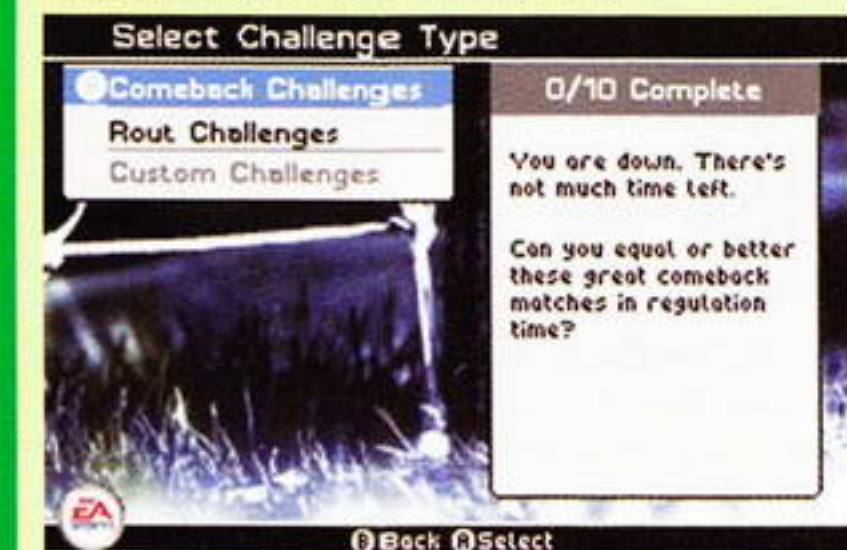 Select Challenge Type
Comeback Challenges
Rout Challenges
Custom Challenges
0/10 Complete
You are down. There's
not much time left.
Can you equal or better
these great comeback
matches in regulation
time?
EA
SPORTS
B Back A Select